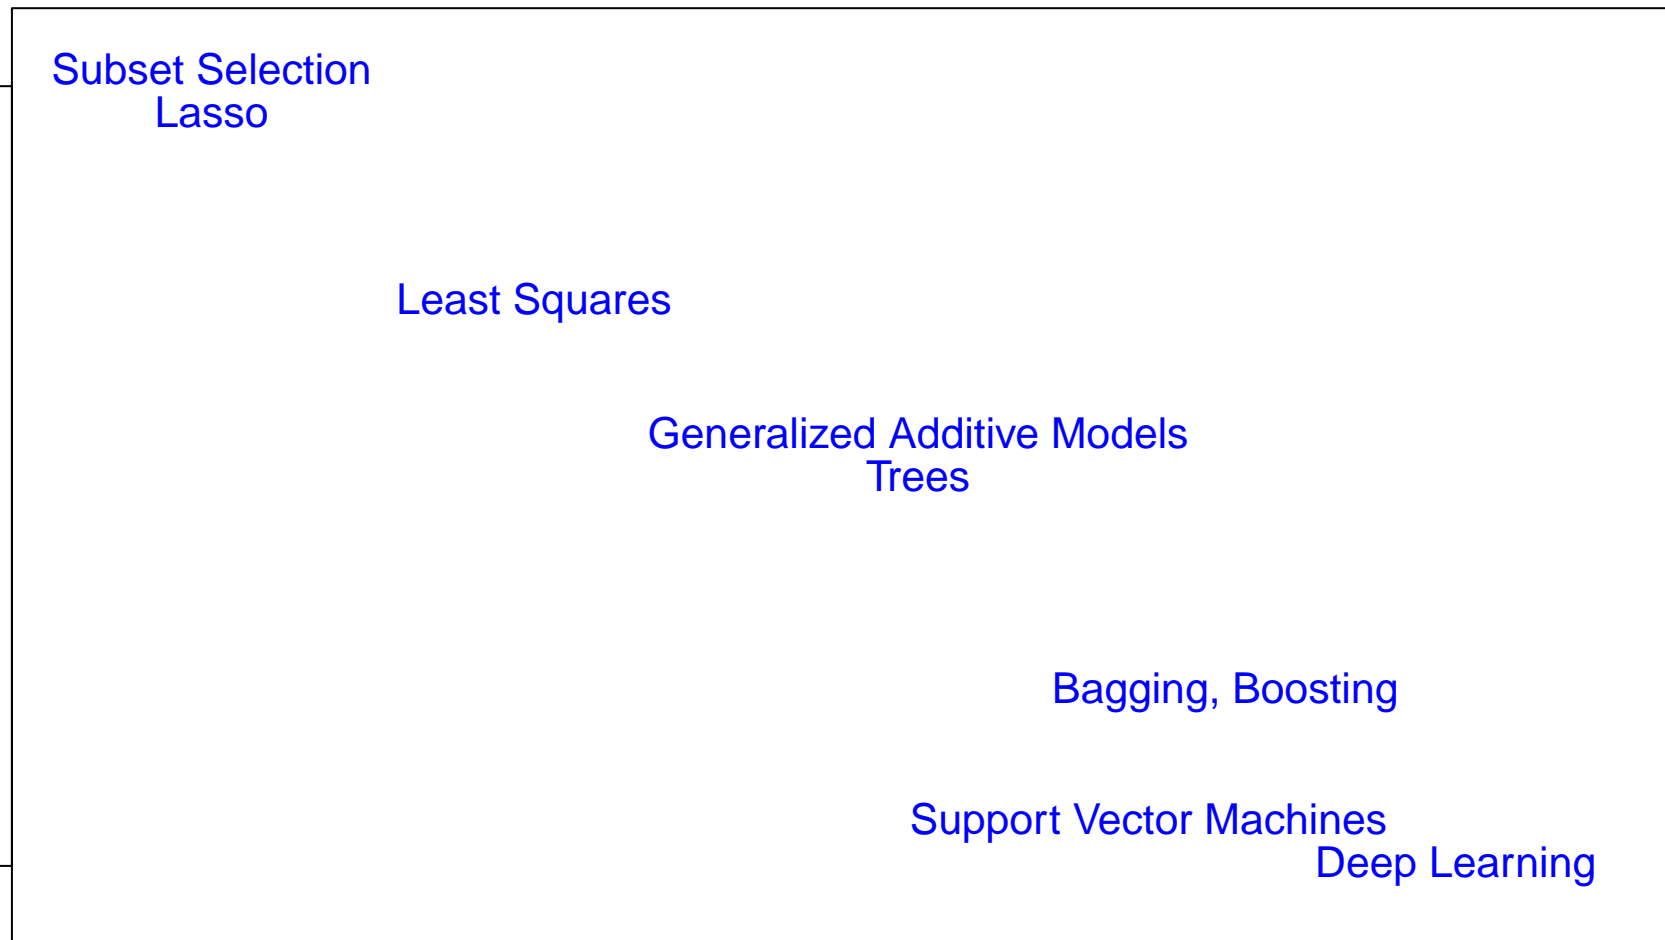 Subset Selection
Lasso
Least Squares
Generalized Additive Models
Trees
Bagging, Boosting
Support Vector Machines
Deep Learning